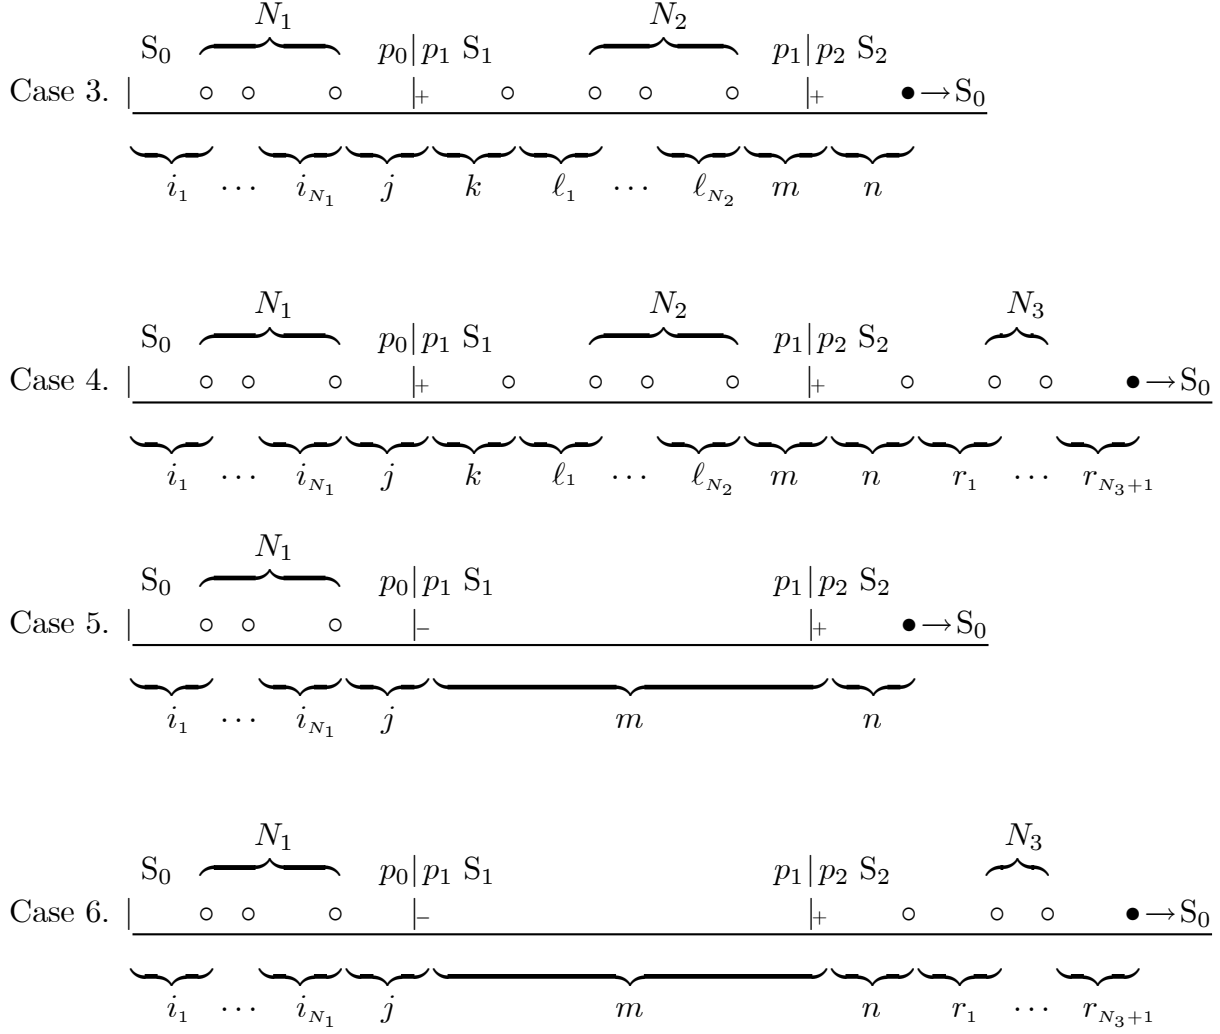 N₁ N₂
S₀ p₀|p₁ S₁ p₁|p₂ S₂
Case 3. | ○ ○ ○ |₊ ○ ○ ○ ○ |₊ ● → S₀
i₁ ⋯ i_{N₁} j k ℓ₁ ⋯ ℓ_{N₂} m n
N₁ N₂ N₃
S₀ p₀|p₁ S₁ p₁|p₂ S₂
Case 4. | ○ ○ ○ |₊ ○ ○ ○ ○ |₊ ○ ○ ○ ● → S₀
i₁ ⋯ i_{N₁} j k ℓ₁ ⋯ ℓ_{N₂} m n r₁ ⋯ r_{N₃+1}
N₁
S₀ p₀|p₁ S₁ p₁|p₂ S₂
Case 5. | ○ ○ ○ |₋ |₊ ● → S₀
i₁ ⋯ i_{N₁} j m n
N₁ N₃
S₀ p₀|p₁ S₁ p₁|p₂ S₂
Case 6. | ○ ○ ○ |₋ |₊ ○ ○ ○ ● → S₀
i₁ ⋯ i_{N₁} j m n r₁ ⋯ r_{N₃+1}